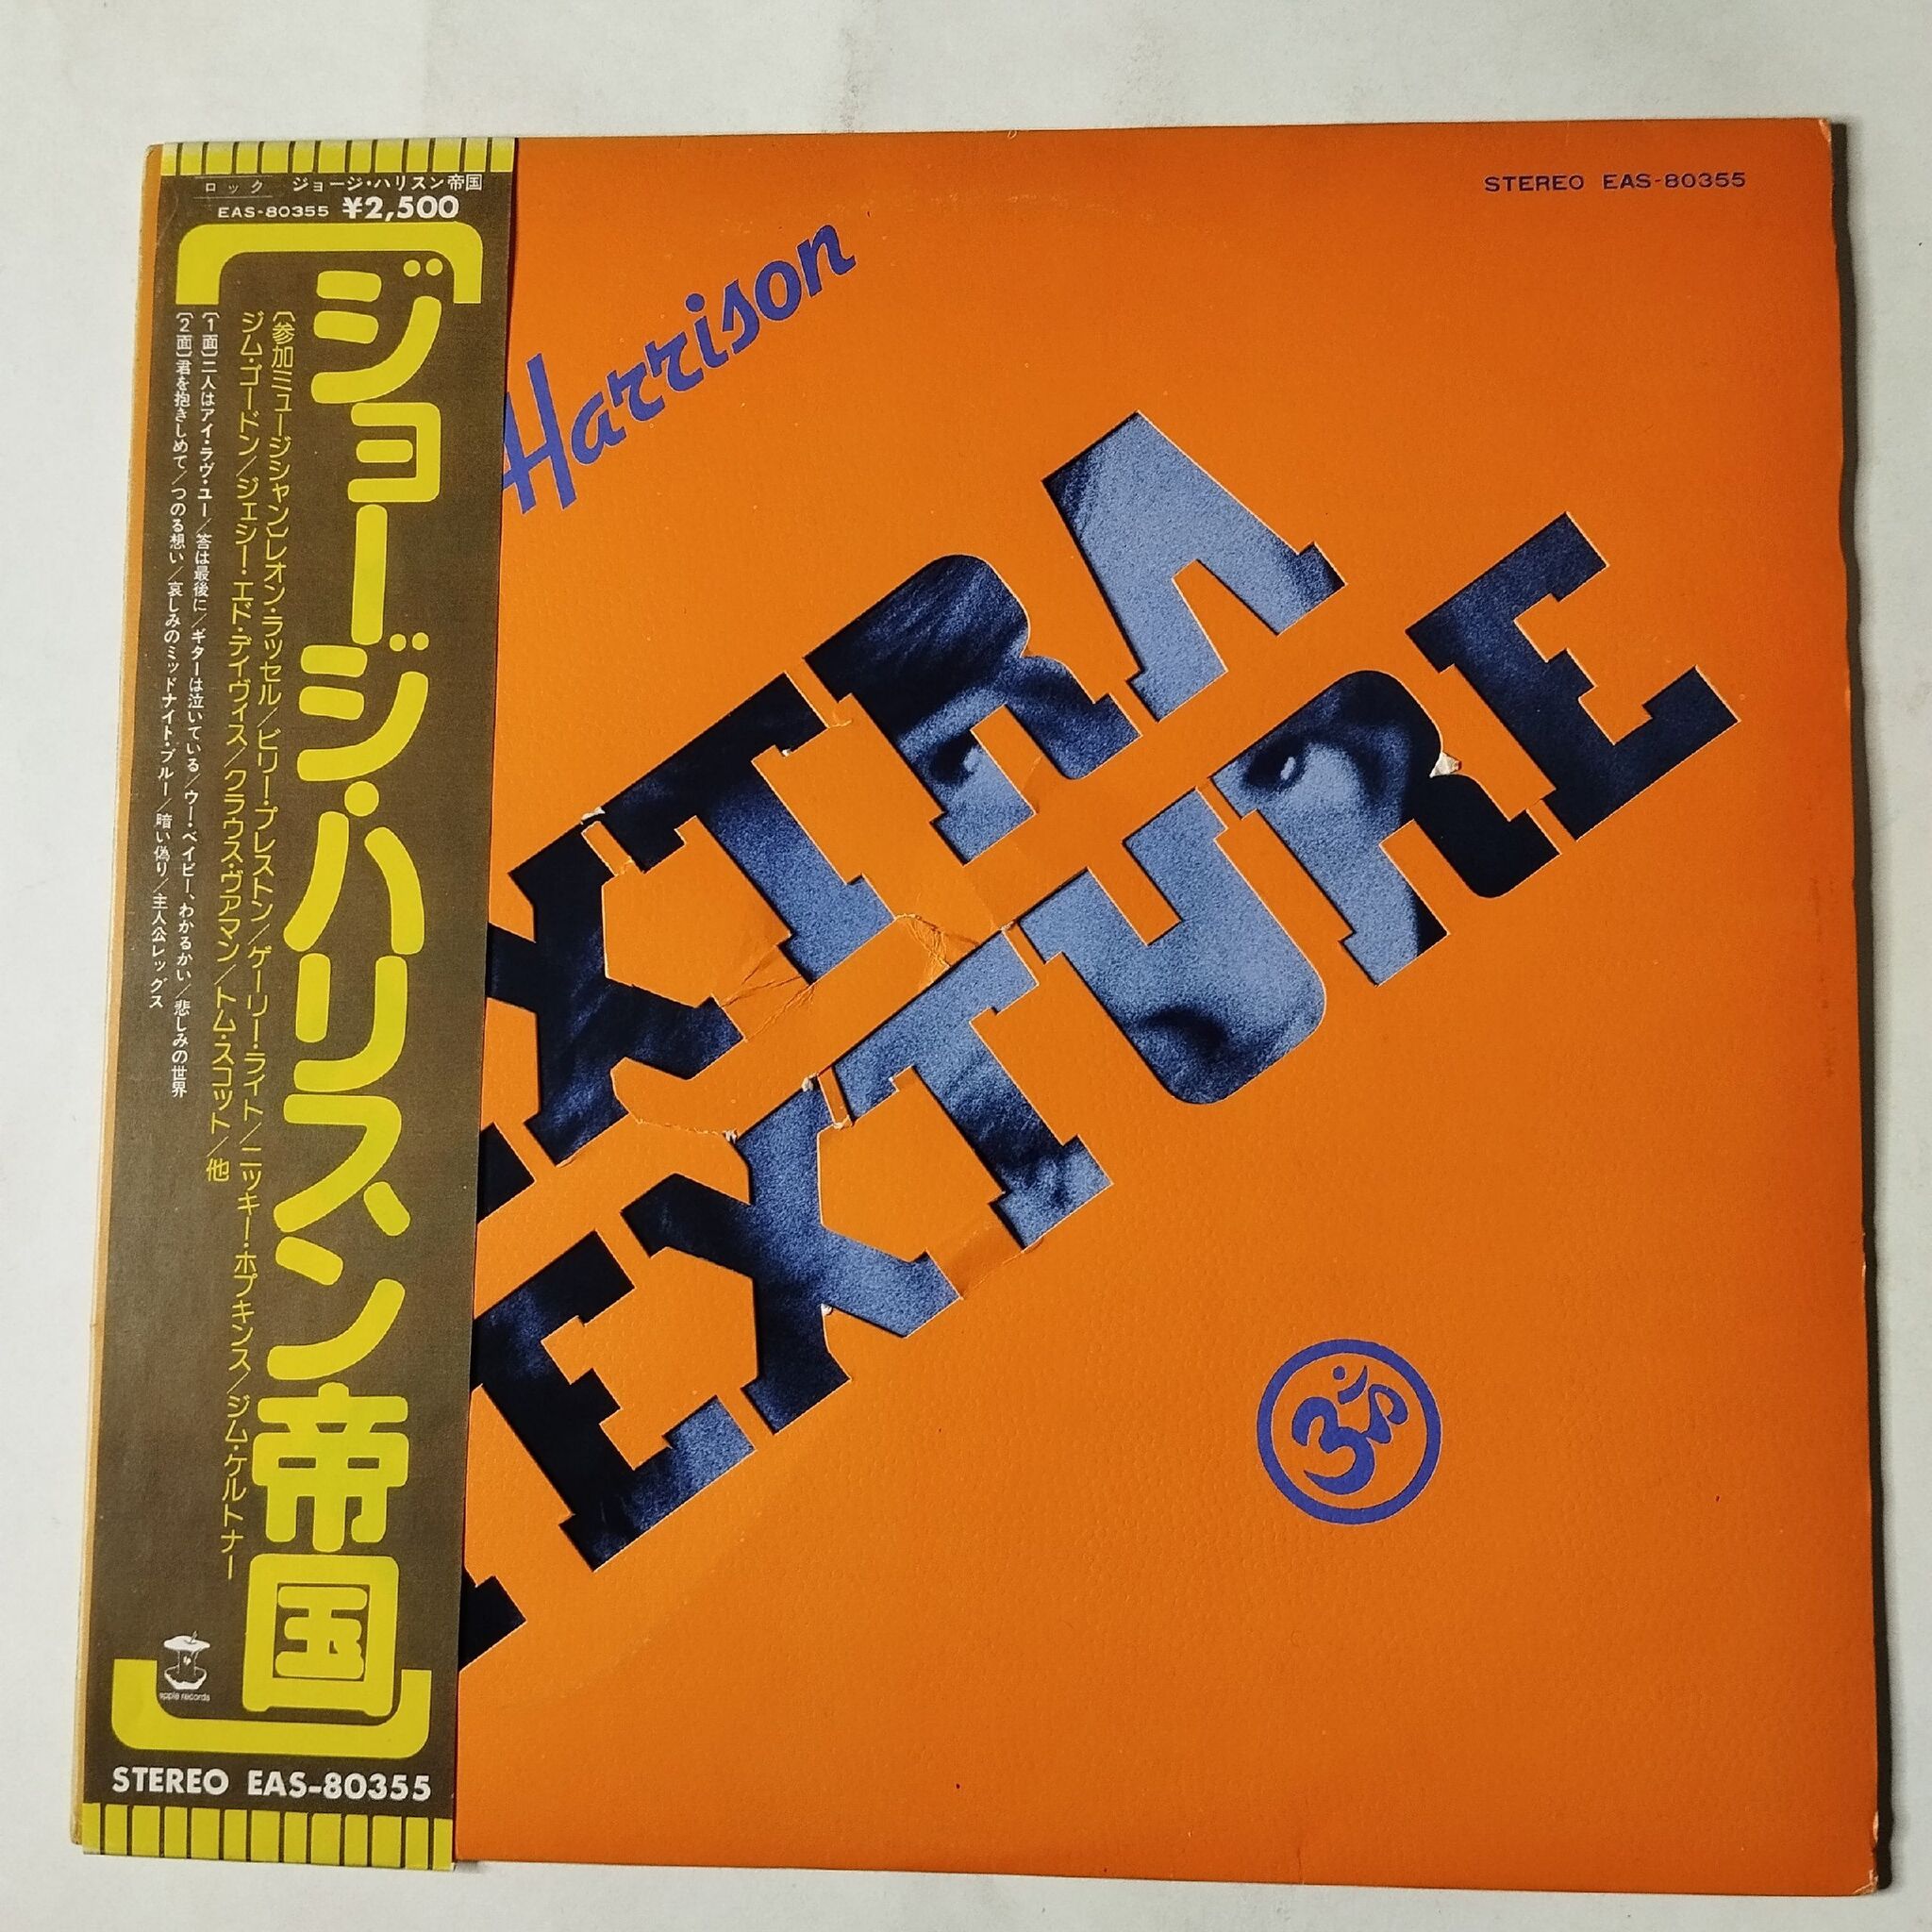 ロック ジョージ・ハリスン帝国
EAS-80355 ¥2,500
ジョージ・ハリスン帝国
〔参加ミュージシャン〕レオン・ラッセル/ビリー・プレストン/ゲーリー・ライト/ニッキー・ホプキンス/ジム・ケルトナー
ジム・ゴードン/ジェシー・エド・デイヴィス/クラウス・ヴァマン/トム・スコット/他
〔1面〕二人はアイ・ラヴ・ユー/答は最後に/ギターは泣いている/ウー・ベイビー、わかるかい/悲しみの世界
〔2面〕君を抱きしめて/つのる想い/哀しみのミッドナイト・ブルー/暗い偽り/主人公レッグス
apple records
STEREO EAS-80355
STEREO EAS-80355
Harrison
EXTRA
TEXTURE
ॐ